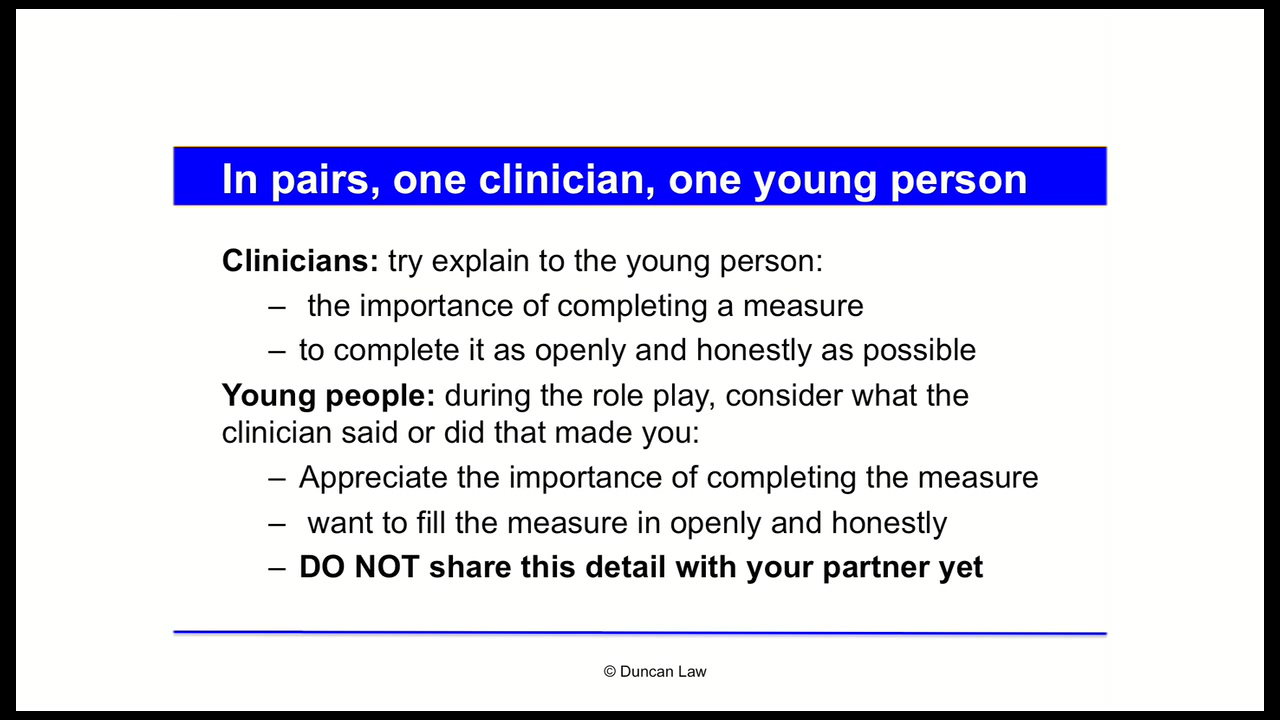 In pairs, one clinician, one young person
Clinicians: try explain to the young person:
– the importance of completing a measure
– to complete it as openly and honestly as possible
Young people: during the role play, consider what the
clinician said or did that made you:
– Appreciate the importance of completing the measure
– want to fill the measure in openly and honestly
– DO NOT share this detail with your partner yet
© Duncan Law